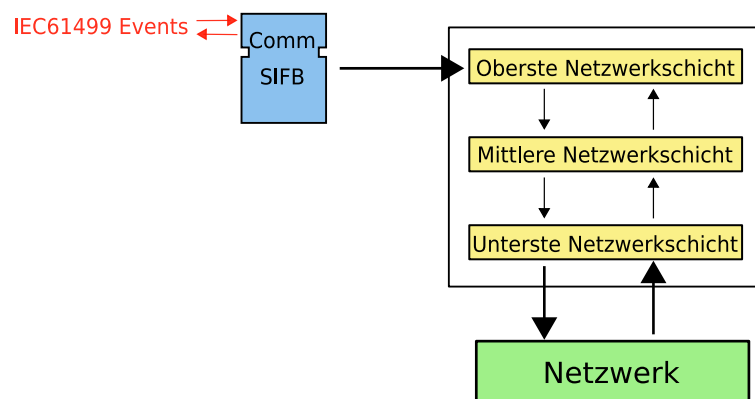 IEC61499 Events
Comm
SIFB
Oberste Netzwerkschicht
Mittlere Netzwerkschicht
Unterste Netzwerkschicht
Netzwerk